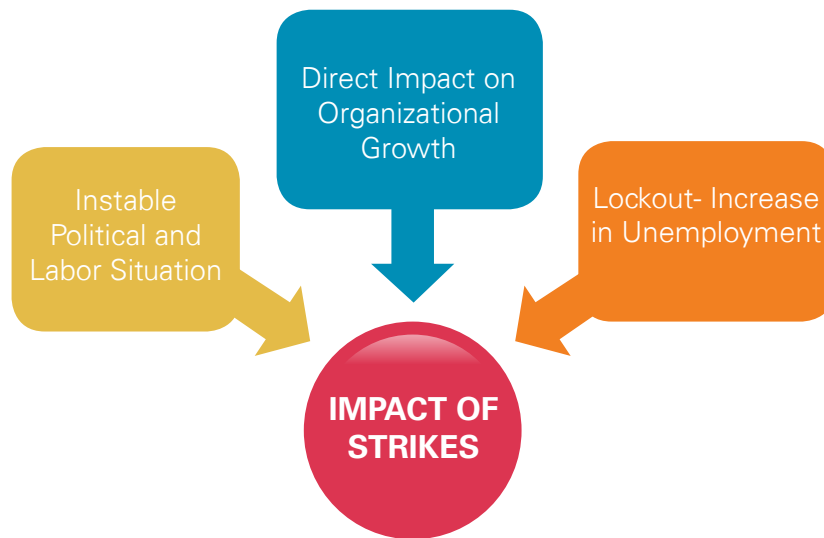 Direct Impact on
Organizational
Growth
Instable
Political and
Labor Situation
Lockout- Increase
in Unemployment
IMPACT OF
STRIKES